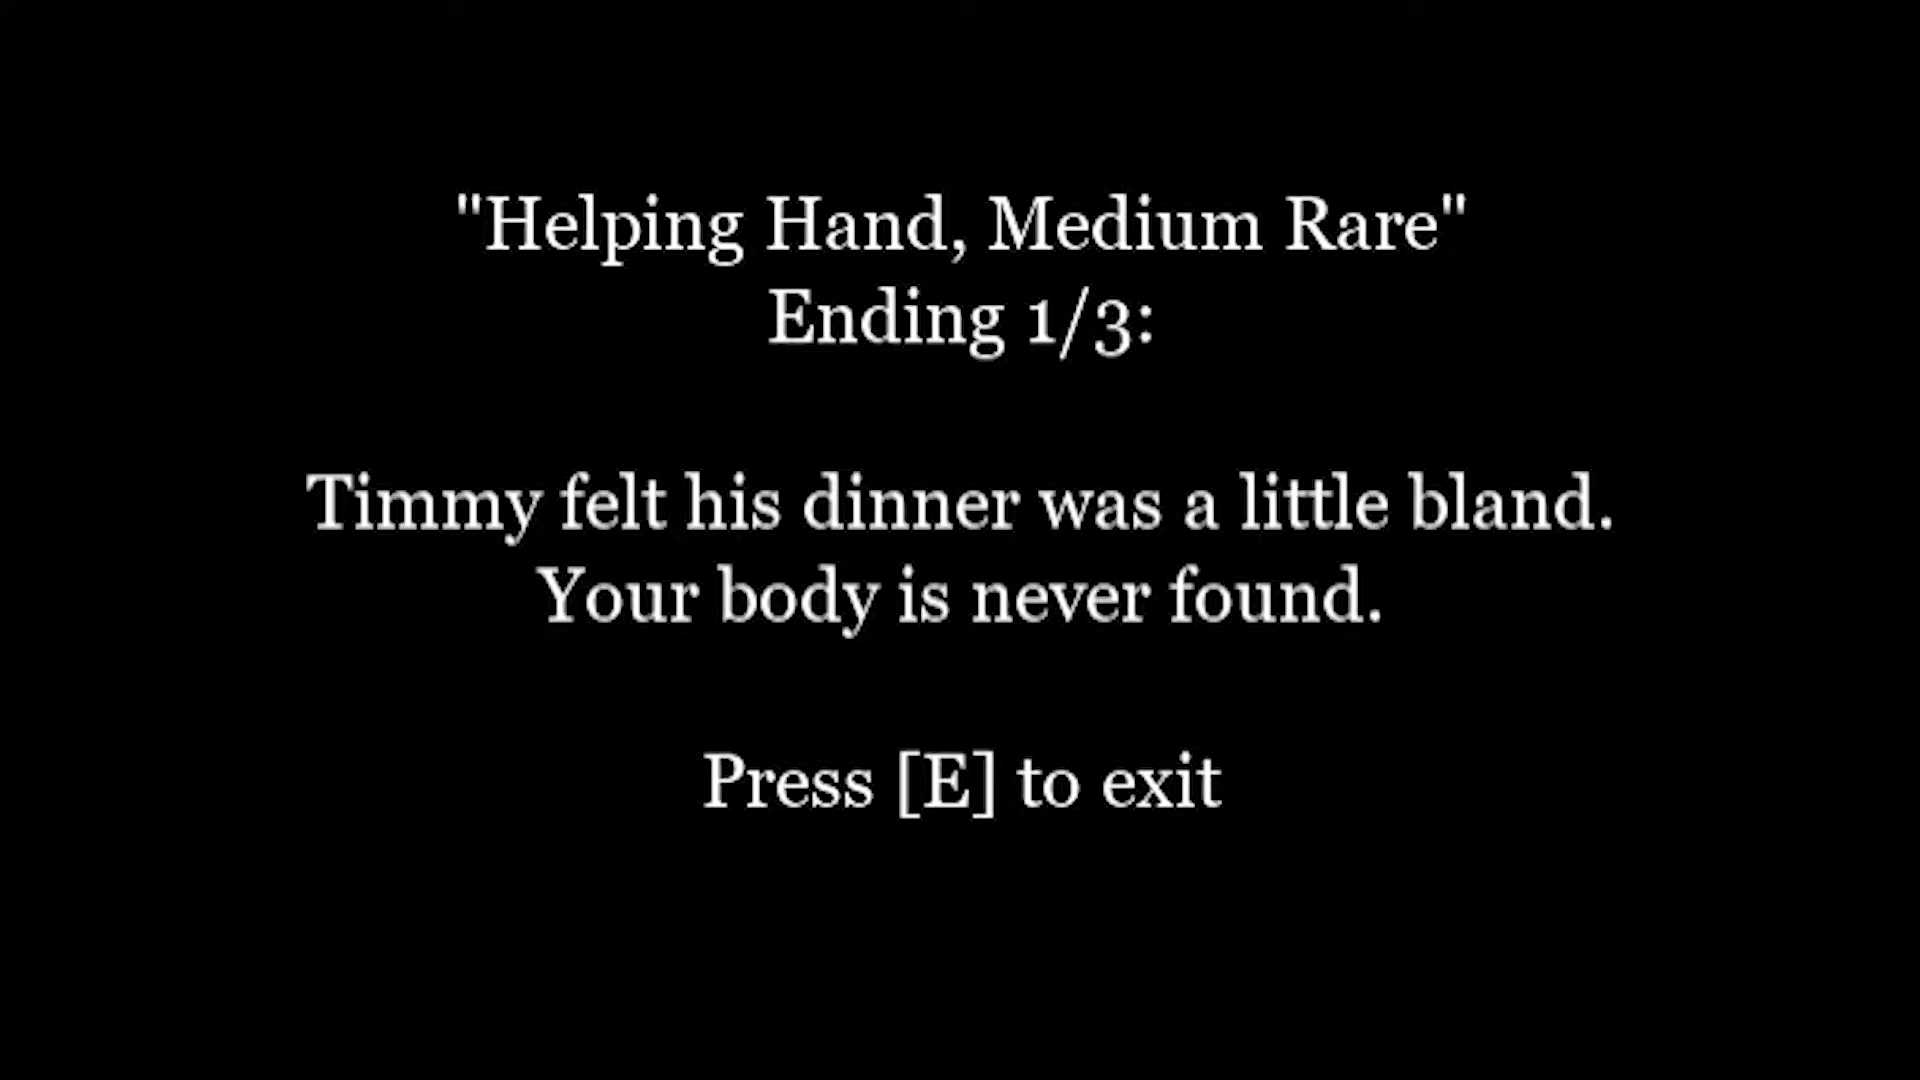 "Helping Hand, Medium Rare"
Ending 1/3:
Timmy felt his dinner was a little bland.
Your body is never found.
Press [E] to exit